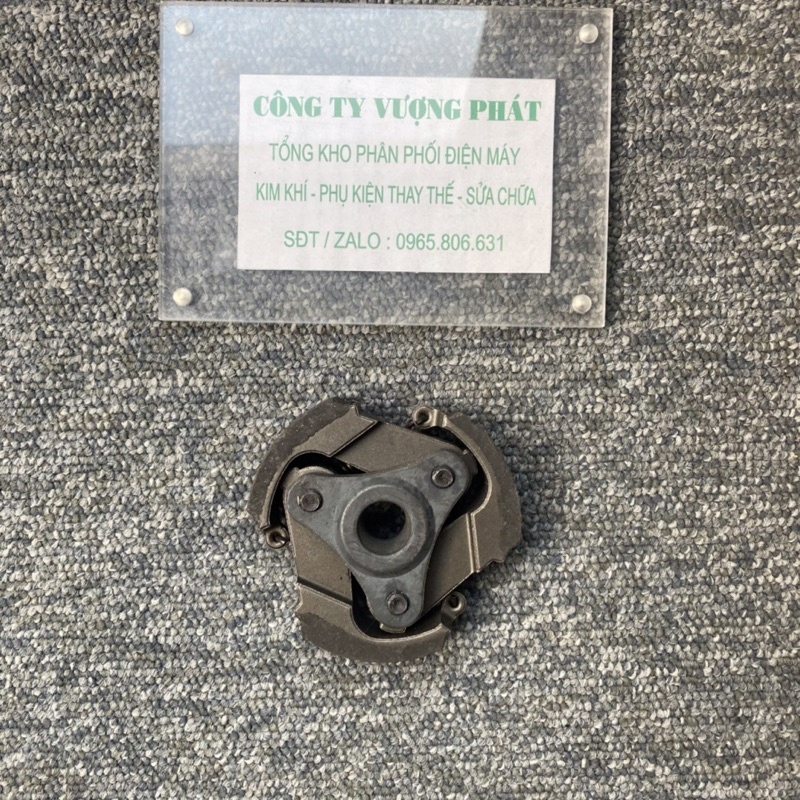 CÔNG TY VƯỢNG PHÁT
TỔNG KHO PHÂN PHỐI ĐIỆN MÁY
KIM KHÍ - PHỤ KIỆN THAY THẾ - SỬA CHỮA
SĐT / ZALO : 0965.806.631